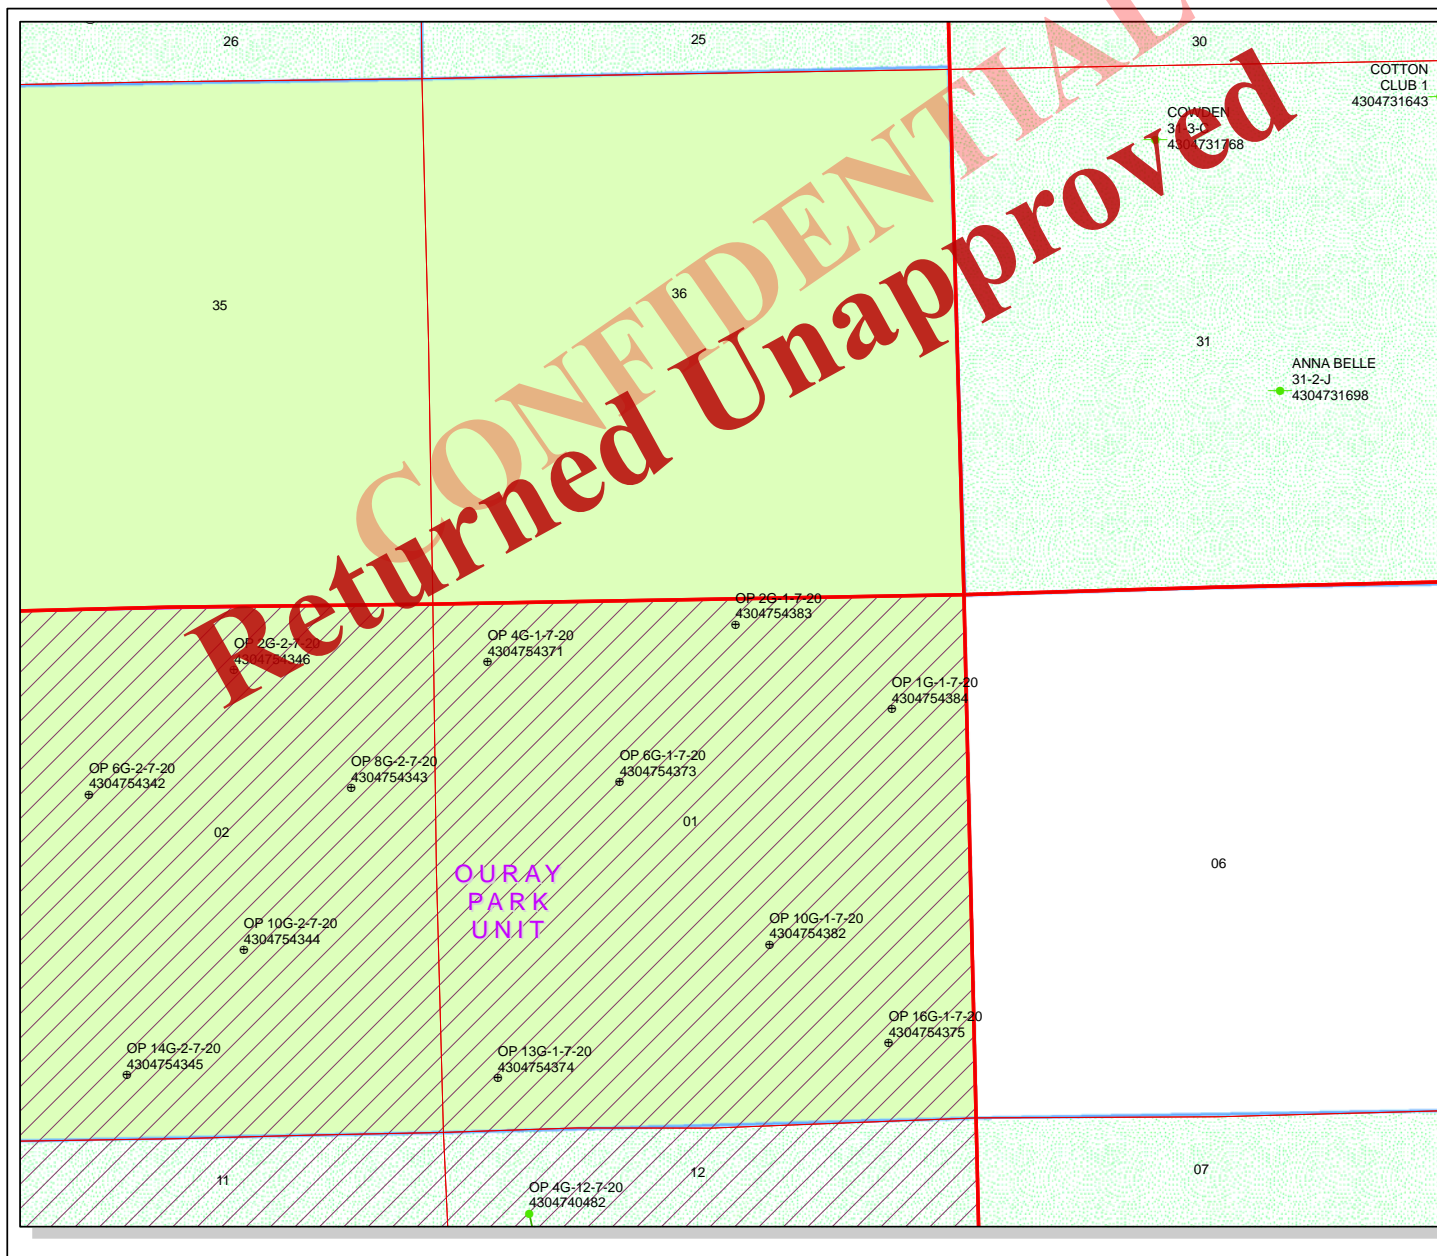 26
25
30
COTTON
CLUB 1
4304731643
COWDEN
31-3-C
4304731768
CONFIDENTIAL
Returned Unapproved
35
36
31
ANNA BELLE
31-2-J
4304731698
OP 2G-1-7-20
4304754383
OP 4G-1-7-20
4304754371
OP 2G-2-7-20
4304754346
OP 1G-1-7-20
4304754384
OP 6G-1-7-20
4304754373
OP 8G-2-7-20
4304754343
OP 6G-2-7-20
4304754342
02
01
06
OURAY
PARK
UNIT
OP 10G-2-7-20
4304754344
OP 10G-1-7-20
4304754382
OP 16G-1-7-20
4304754375
OP 14G-2-7-20
4304754345
OP 13G-1-7-20
4304754374
11
12
07
OP 4G-12-7-20
4304740482